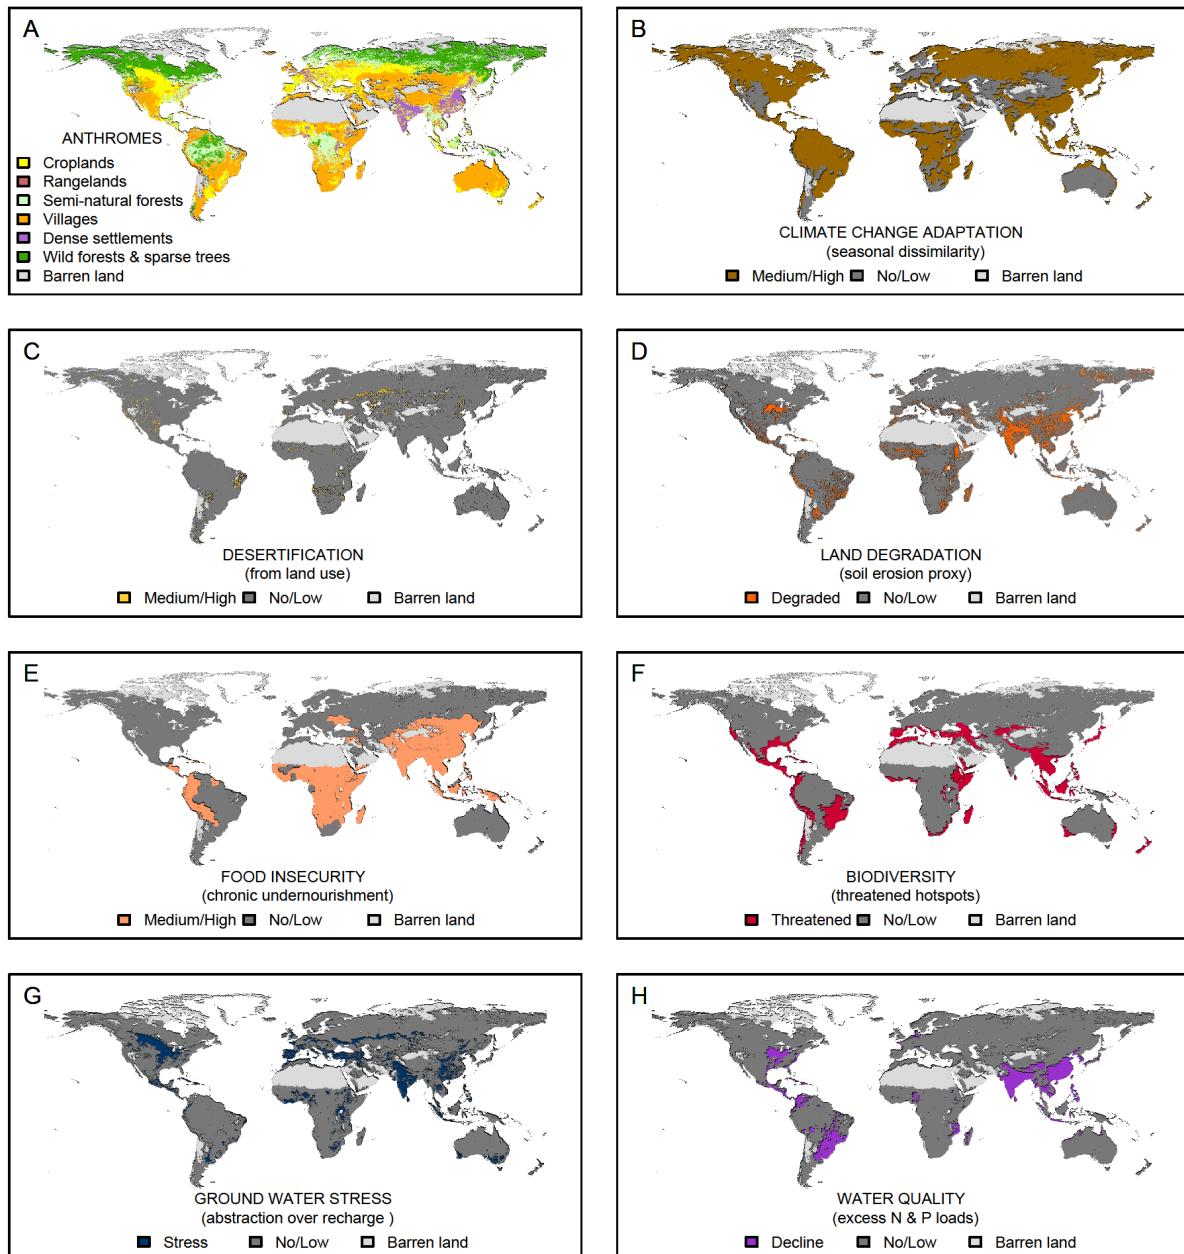 A
ANTHROMES
Croplands
Rangelands
Semi-natural forests
Villages
Dense settlements
Wild forests & sparse trees
Barren land
B
CLIMATE CHANGE ADAPTATION
(seasonal dissimilarity)
Medium/High No/Low Barren land
C
DESERTIFICATION
(from land use)
Medium/High No/Low Barren land
D
LAND DEGRADATION
(soil erosion proxy)
Degraded No/Low Barren land
E
FOOD INSECURITY
(chronic undernourishment)
Medium/High No/Low Barren land
F
BIODIVERSITY
(threatened hotspots)
Threatened No/Low Barren land
G
GROUND WATER STRESS
(abstraction over recharge )
Stress No/Low Barren land
H
WATER QUALITY
(excess N & P loads)
Decline No/Low Barren land